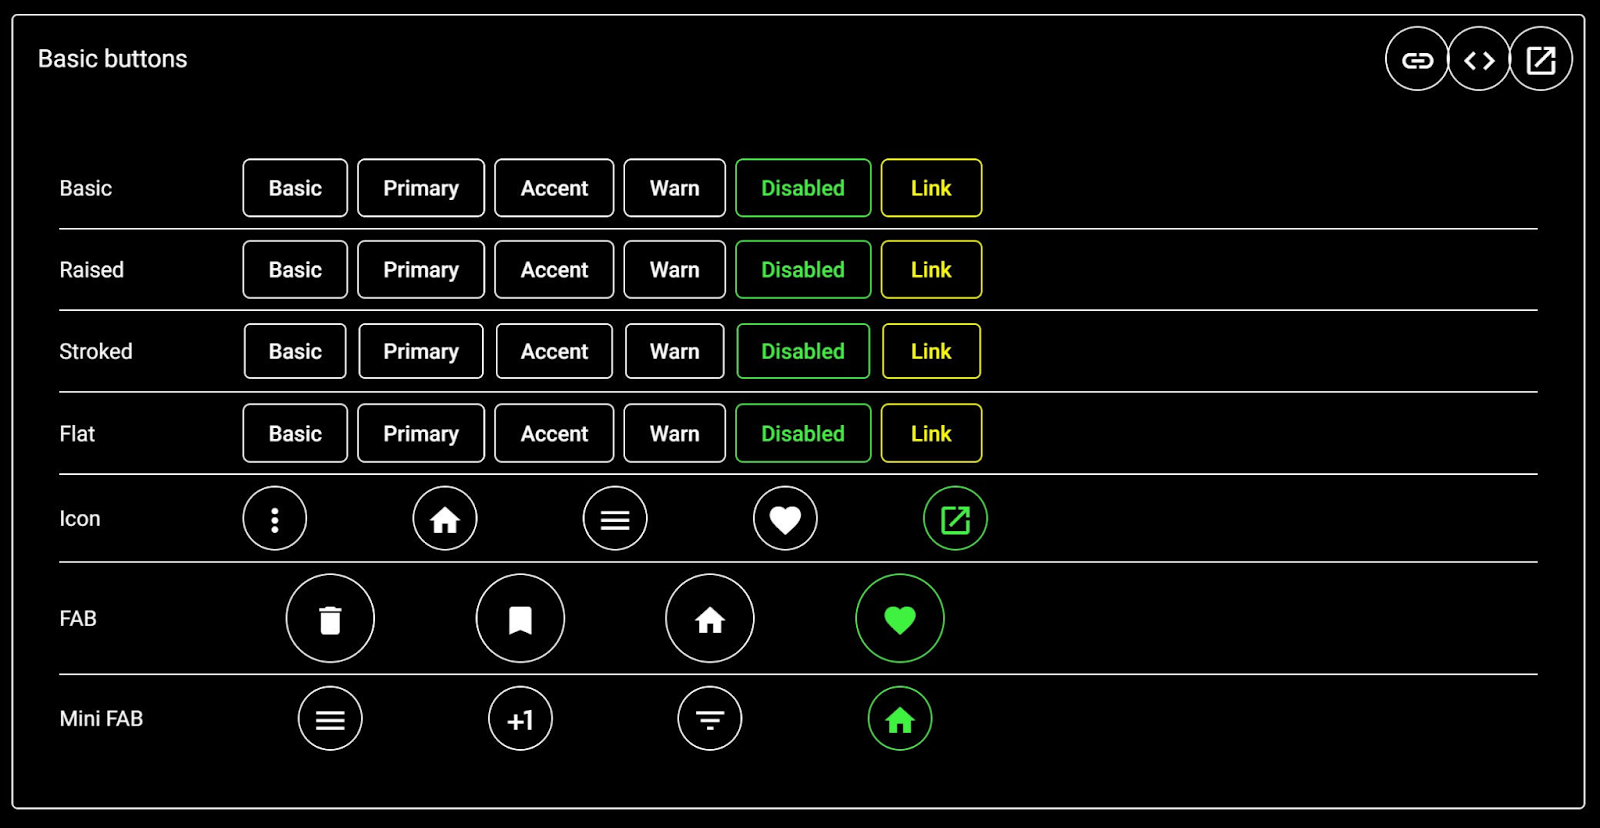 Basic buttons
Basic Basic Primary Accent Warn Disabled Link
Raised Basic Primary Accent Warn Disabled Link
Stroked Basic Primary Accent Warn Disabled Link
Flat Basic Primary Accent Warn Disabled Link
Icon
FAB
Mini FAB +1